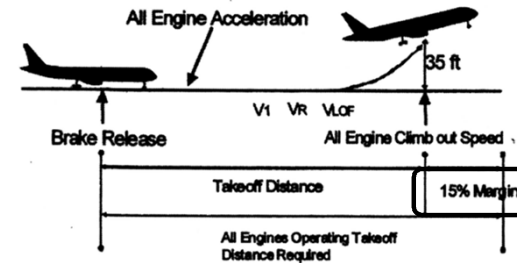 All Engine Acceleration
35 ft
V1 VR VLOF
Brake Release
All Engine Climb out Speed
Takeoff Distance
15% Margin
All Engines Operating Takeoff
Distance Required